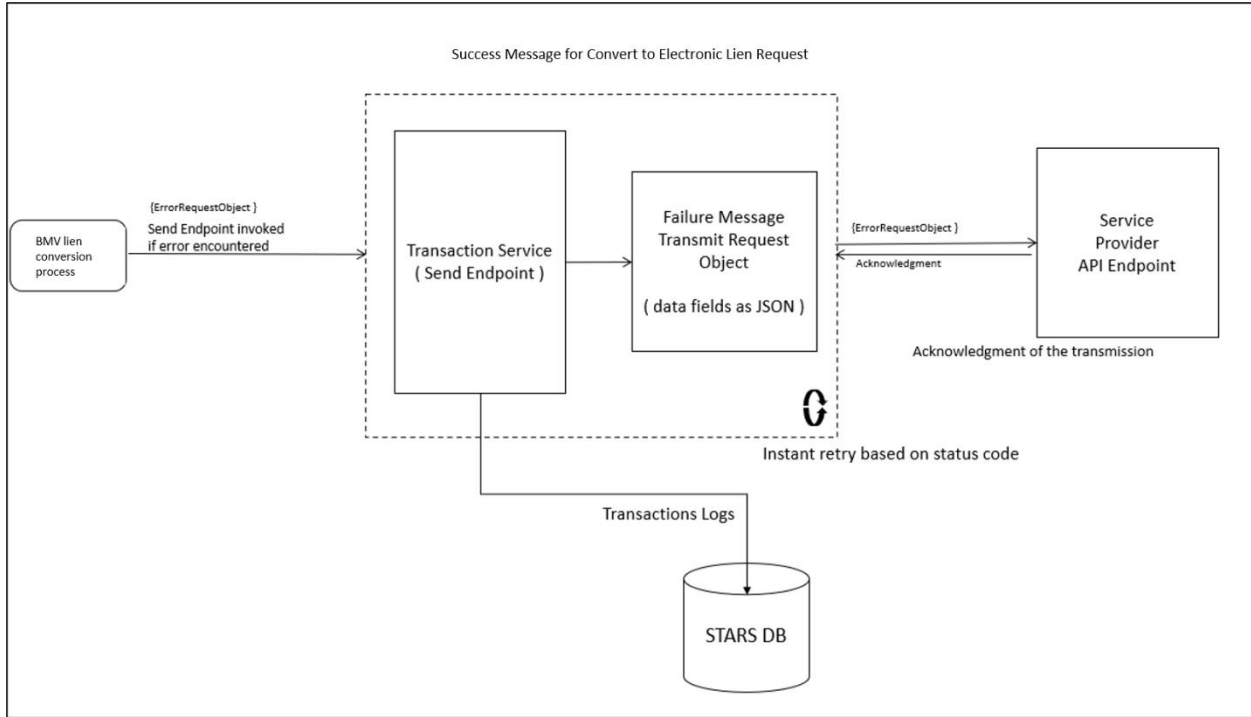 Success Message for Convert to Electronic Lien Request
{ErrorRequestObject }
Send Endpoint invoked
if error encountered
BMV lien
conversion
process
Transaction Service
( Send Endpoint )
Failure Message
Transmit Request
Object
( data fields as JSON )
{ErrorRequestObject }
Acknowledgment
Service
Provider
API Endpoint
Acknowledgment of the transmission
Instant retry based on status code
Transactions Logs
STARS DB